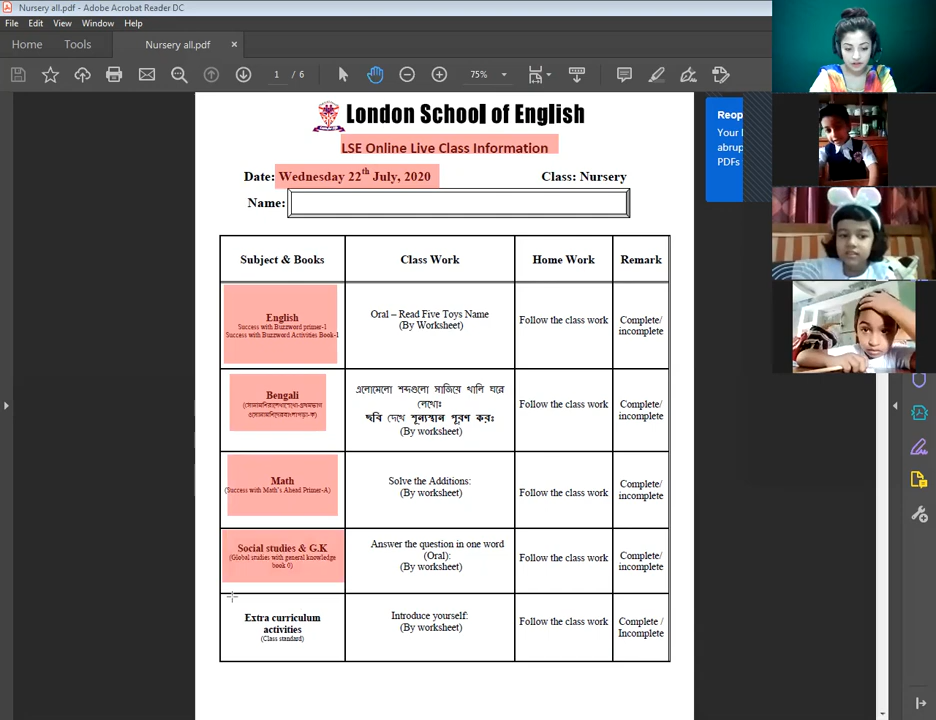 Nursery all.pdf - Adobe Acrobat Reader DC
File Edit View Window Help
Home Tools Nursery all.pdf ×
1 / 6 75%
London School of English
LSE Online Live Class Information
Date: Wednesday 22th July, 2020 Class: Nursery
Name:
Subject & Books Class Work Home Work Remark
English
Success with Buzzword primer-1
Success with Buzzword Activities Book-1
Oral – Read Five Toys Name
(By Worksheet)
Follow the class work
Complete/
incomplete
Bengali
এলোমেলো শব্দগুলো সাজিয়ে খালি ঘরে
লেখোঃ
ছবি দেখে শূন্যস্থান পূরণ করঃ
(By worksheet)
Follow the class work
Complete/
incomplete
Math
(Success with Math's Ahead Primer-A)
Solve the Additions:
(By worksheet)
Follow the class work
Complete/
incomplete
Social studies & G.K
(Global studies with general knowledge
book 0)
Answer the question in one word
(Oral):
(By worksheet)
Follow the class work
Complete/
incomplete
Extra curriculum
activities
(Class standard)
Introduce yourself:
(By worksheet)
Follow the class work
Complete /
Incomplete
Reop
Your
abrup
PDFs